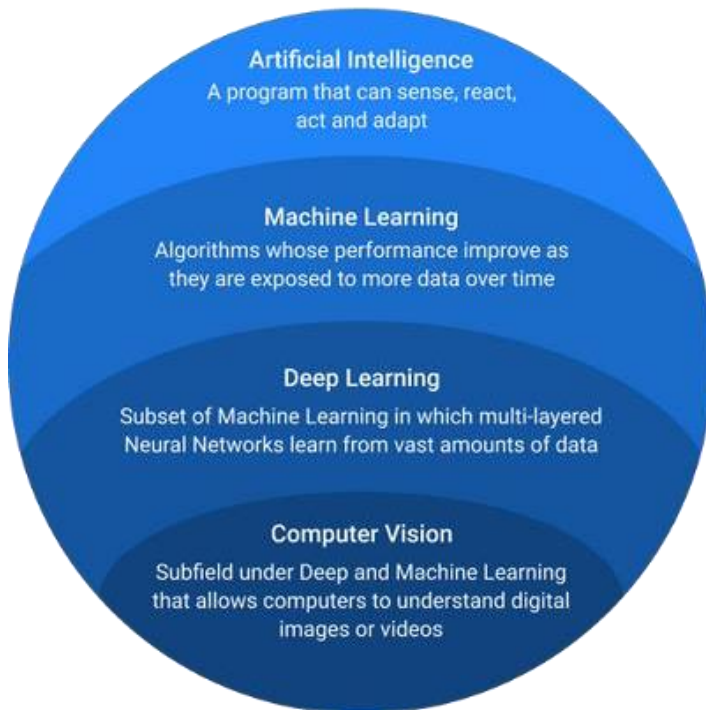 Artificial Intelligence
A program that can sense, react,
act and adapt
Machine Learning
Algorithms whose performance improve as
they are exposed to more data over time
Deep Learning
Subset of Machine Learning in which multi-layered
Neural Networks learn from vast amounts of data
Computer Vision
Subfield under Deep and Machine Learning
that allows computers to understand digital
images or videos